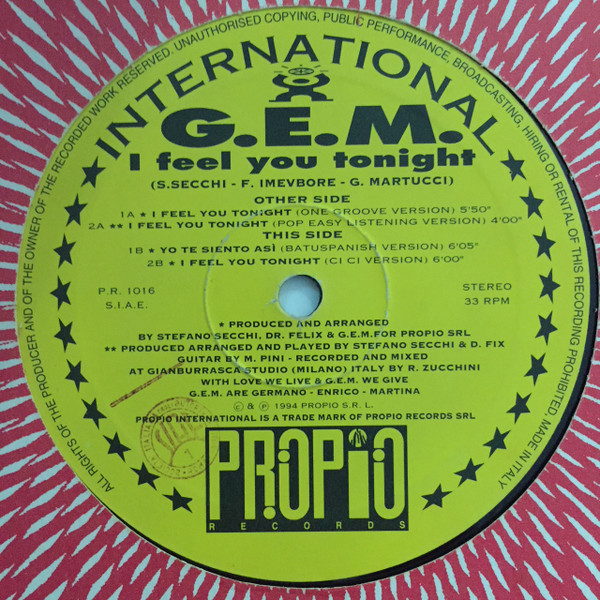 ALL RIGHTS OF THE PRODUCER AND OF THE OWNER OF THE RECORDED WORK RESERVED. UNAUTHORISED COPYING, PUBLIC PERFORMANCE, BROADCASTING, HIRING OR RENTAL OF THIS RECORDING PROHIBITED. MADE IN ITALY
★ INTERNATIONAL ★
G.E.M.
I feel you tonight
(S.SECCHI - F. IMEVBORE - G. MARTUCCI)
OTHER SIDE
1A ★ I FEEL YOU TONIGHT (ONE GROOVE VERSION) 5'50"
2A ★★ I FEEL YOU TONIGHT (POP EASY LISTENING VERSION) 4'00"
THIS SIDE
1B ★ YO TE SIENTO ASÌ (BATUSPANISH VERSION) 6'05"
2B ★ I FEEL YOU TONIGHT (CI CI VERSION) 6'00"
P.R. 1016
S.I.A.E.
STEREO
33 RPM
★ PRODUCED AND ARRANGED
BY STEFANO SECCHI, DR. FELIX & G.E.M.FOR PROPIO SRL
★★ PRODUCED ARRANGED AND PLAYED BY STEFANO SECCHI & D. FIX
GUITAR BY M. PINI - RECORDED AND MIXED
AT GIANBURRASCA STUDIO (MILANO) ITALY BY R. ZUCCHINI
WITH LOVE WE LIVE & G.E.M. WE GIVE
G.E.M. ARE GERMANO - ENRICO - MARTINA
© & ℗ 1994 PROPIO S.R.L.
PROPIO INTERNATIONAL IS A TRADE MARK OF PROPIO RECORDS SRL
PROPIO
RECORDS